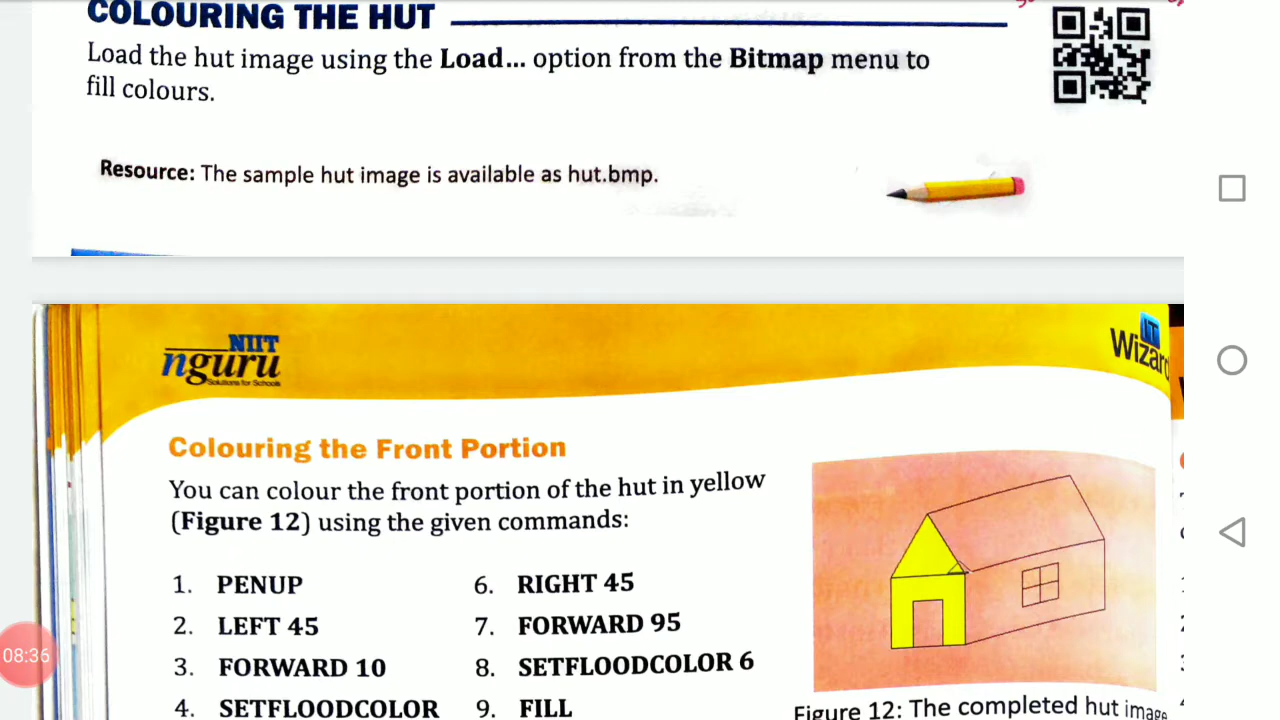 COLOURING THE HUT
Load the hut image using the Load... option from the Bitmap menu to
fill colours.
Resource: The sample hut image is available as hut.bmp.
NIIT
nguru
Solutions for Schools
IT
Wizard
Colouring the Front Portion
You can colour the front portion of the hut in yellow
(Figure 12) using the given commands:
1. PENUP
2. LEFT 45
3. FORWARD 10
4. SETFLOODCOLOR
6. RIGHT 45
7. FORWARD 95
8. SETFLOODCOLOR 6
9. FILL
Figure 12: The completed hut image
08:36